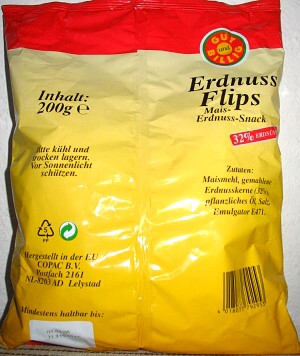 GUT
und
BILLIG
Erdnuss
Flips
Mais-
Erdnuss-Snack
32% ERDNÜSSE
Inhalt:
200g e
Bitte kühl und
trocken lagern.
Vor Sonnenlicht
schützen.
Zutaten:
Maismehl, gemahlene
Erdnusskerne (32%),
pflanzliches Öl, Salz,
Emulgator E471.
5
PP
Hergestellt in der E.U.
COPAC B.V.
Postfach 2161
NL-8203 AD Lelystad
Mindestens haltbar bis: